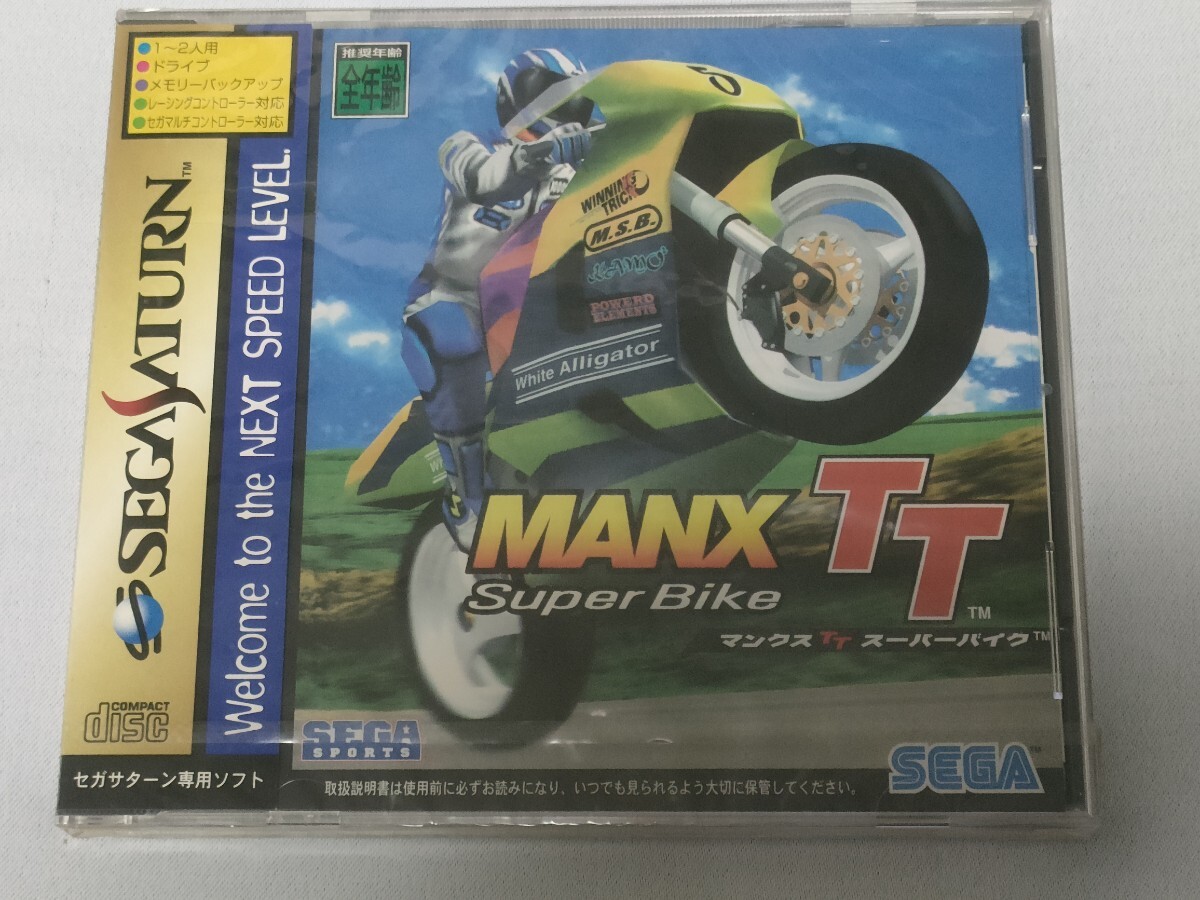 ●1～2人用
●ドライブ
●メモリーバックアップ
●レーシングコントローラー対応
●セガマルチコントローラー対応
SEGA SATURN™
COMPACT
disc
セガサターン専用ソフト
Welcome to the NEXT SPEED LEVEL.
推奨年齢
全年齢
5
WINNING
TRICK
M.S.B.
POWERD
ELEMENTS
White Alligator
MANX TT™
Super Bike
マンクスTTスーパーバイク™
SEGA
SPORTS
SEGA™
取扱説明書は使用前に必ずお読みになり、いつでも見られるよう大切に保管してください。